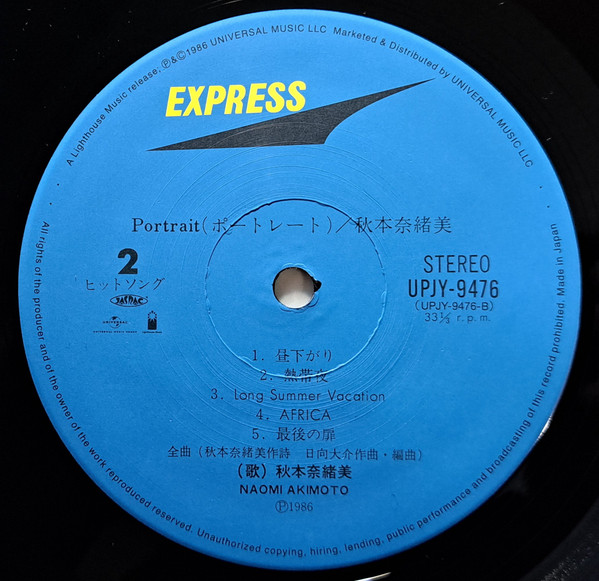 A Lighthouse Music release: ℗&©1986 UNIVERSAL MUSIC LLC Marketed & Distributed by UNIVERSAL MUSIC LLC
EXPRESS
Portrait(ポートレート)／秋本奈緒美
2
ヒットソング
JASRAC
UNIVERSAL
STEREO
UPJY-9476
(UPJY-9476-B)
33⅓ r.p.m.
1. 昼下がり
2. 熱帯夜
3. Long Summer Vacation
4. AFRICA
5. 最後の扉
全曲 (秋本奈緒美作詩 日向大介作曲・編曲)
(歌) 秋本奈緒美
NAOMI AKIMOTO
℗1986
All rights of the producer and of the owner of the work reproduced reserved. Unauthorized copying, hiring, lending, public performance and broadcasting of this record prohibited. Made in Japan